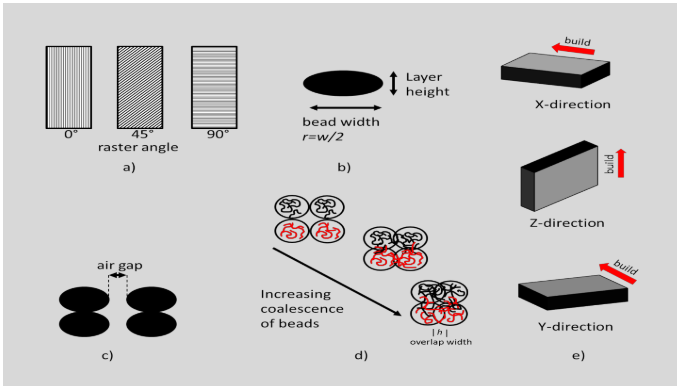 0° 45° 90°
raster angle
a)
Layer
height
bead width
r=w/2
b)
air gap
c)
Increasing
coalescence
of beads
| h |
overlap width
d)
build
X-direction
build
Z-direction
build
Y-direction
e)